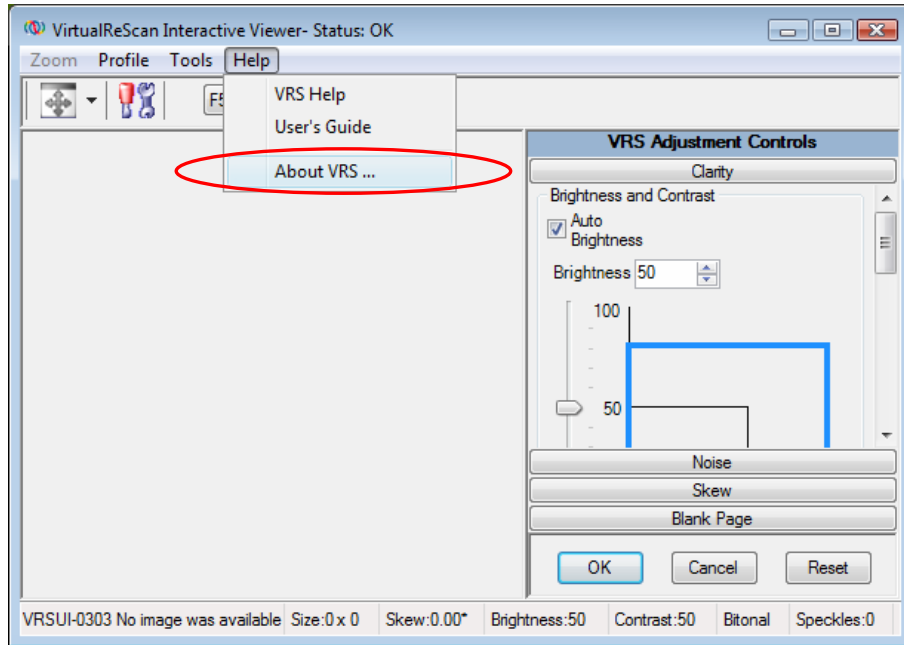 VirtualReScan Interactive Viewer- Status: OK
Zoom Profile Tools Help
VRS Help
User's Guide
About VRS ...
VRS Adjustment Controls
Clarity
Brightness and Contrast
Auto
Brightness
Brightness 50
100
50
Noise
Skew
Blank Page
OK Cancel Reset
VRSUI-0303 No image was available Size:0 x 0 Skew:0.00* Brightness:50 Contrast:50 Bitonal Speckles:0